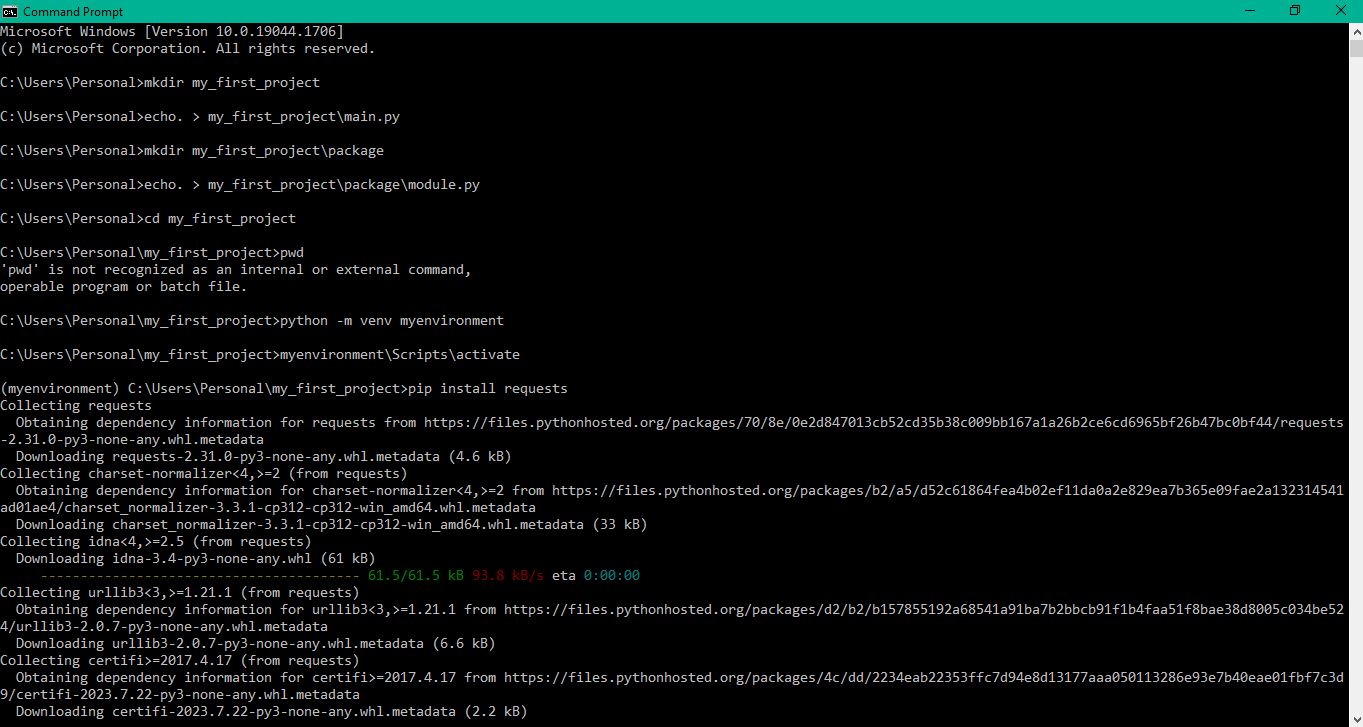 Command Prompt
Microsoft Windows [Version 10.0.19044.1706]
(c) Microsoft Corporation. All rights reserved.
C:\Users\Personal>mkdir my_first_project
C:\Users\Personal>echo. > my_first_project\main.py
C:\Users\Personal>mkdir my_first_project\package
C:\Users\Personal>echo. > my_first_project\package\module.py
C:\Users\Personal>cd my_first_project
C:\Users\Personal\my_first_project>pwd
'pwd' is not recognized as an internal or external command,
operable program or batch file.
C:\Users\Personal\my_first_project>python -m venv myenvironment
C:\Users\Personal\my_first_project>myenvironment\Scripts\activate
(myenvironment) C:\Users\Personal\my_first_project>pip install requests
Collecting requests
  Obtaining dependency information for requests from https://files.pythonhosted.org/packages/70/8e/0e2d847013cb52cd35b38c009bb167a1a26b2ce6cd6965bf26b47bc0bf44/requests
-2.31.0-py3-none-any.whl.metadata
  Downloading requests-2.31.0-py3-none-any.whl.metadata (4.6 kB)
Collecting charset-normalizer<4,>=2 (from requests)
  Obtaining dependency information for charset-normalizer<4,>=2 from https://files.pythonhosted.org/packages/b2/a5/d52c61864fea4b02ef11da0a2e829ea7b365e09fae2a132314541
ad01ae4/charset_normalizer-3.3.1-cp312-cp312-win_amd64.whl.metadata
  Downloading charset_normalizer-3.3.1-cp312-cp312-win_amd64.whl.metadata (33 kB)
Collecting idna<4,>=2.5 (from requests)
  Downloading idna-3.4-py3-none-any.whl (61 kB)
     ---------------------------------------- 61.5/61.5 kB 93.8 kB/s eta 0:00:00
Collecting urllib3<3,>=1.21.1 (from requests)
  Obtaining dependency information for urllib3<3,>=1.21.1 from https://files.pythonhosted.org/packages/d2/b2/b157855192a68541a91ba7b2bbcb91f1b4faa51f8bae38d8005c034be52
4/urllib3-2.0.7-py3-none-any.whl.metadata
  Downloading urllib3-2.0.7-py3-none-any.whl.metadata (6.6 kB)
Collecting certifi>=2017.4.17 (from requests)
  Obtaining dependency information for certifi>=2017.4.17 from https://files.pythonhosted.org/packages/4c/dd/2234eab22353ffc7d94e8d13177aaa050113286e93e7b40eae01fbf7c3d
9/certifi-2023.7.22-py3-none-any.whl.metadata
  Downloading certifi-2023.7.22-py3-none-any.whl.metadata (2.2 kB)